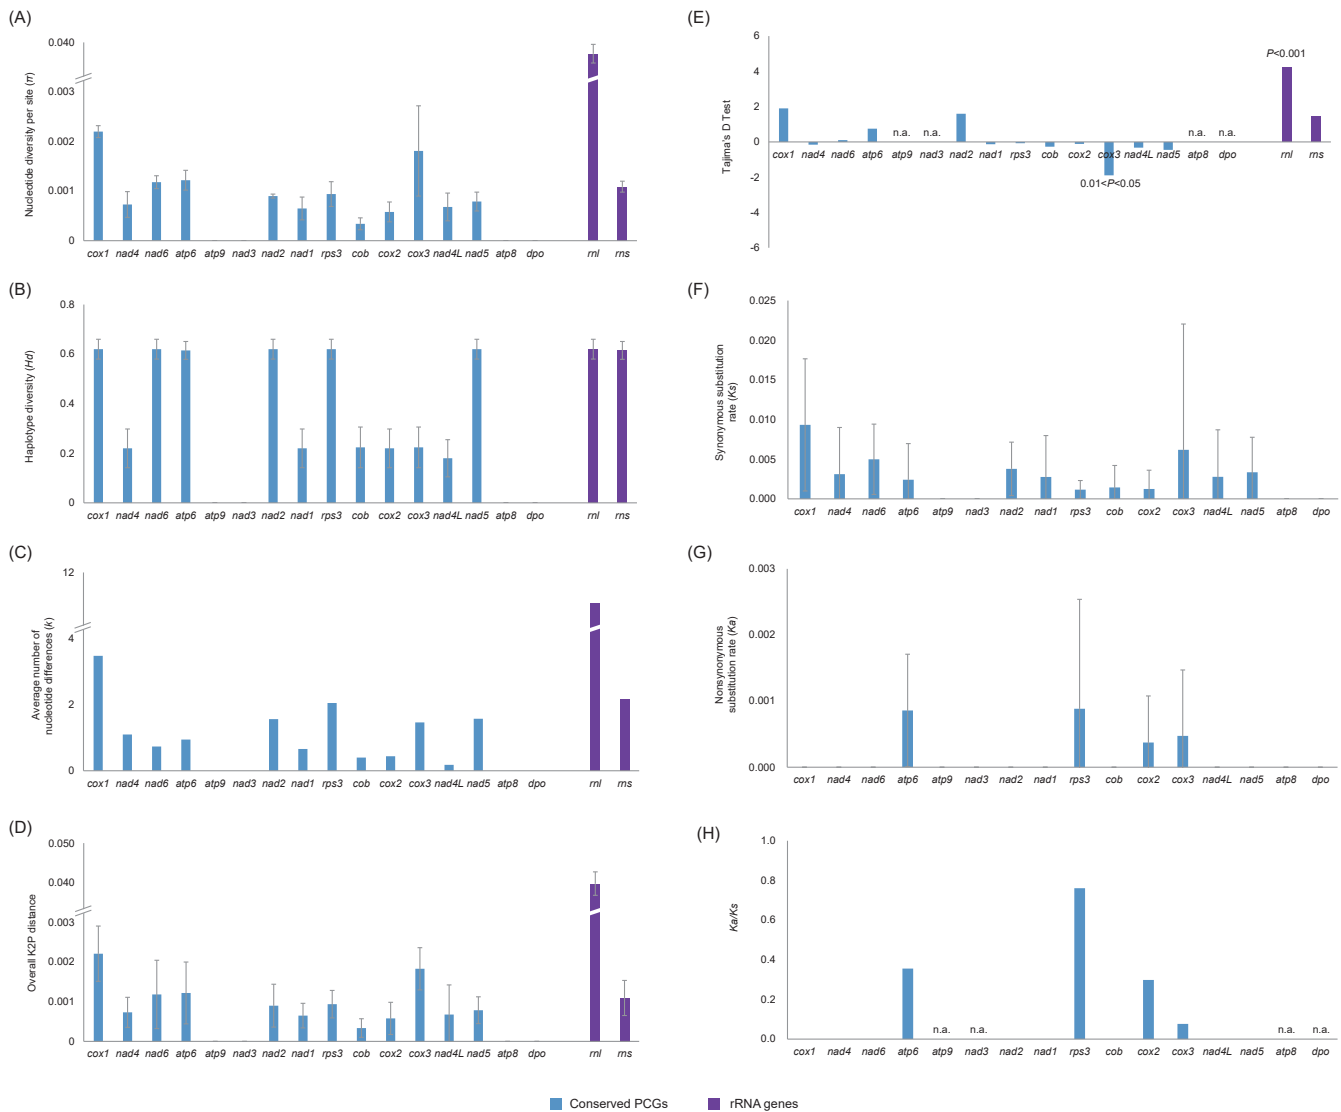 (A)
Nucleotide diversity per site (π)
0.040
0.003
0.002
0.001
0
cox1 nad4 nad6 atp6 atp9 nad3 nad2 nad1 rps3 cob cox2 cox3 nad4L nad5 atp8 dpo rnl rns
(B)
Haplotype diversity (Hd)
0.8
0.6
0.4
0.2
0
cox1 nad4 nad6 atp6 atp9 nad3 nad2 nad1 rps3 cob cox2 cox3 nad4L nad5 atp8 dpo rnl rns
(C)
Average number of
nucleotide differences (k)
12
4
2
0
cox1 nad4 nad6 atp6 atp9 nad3 nad2 nad1 rps3 cob cox2 cox3 nad4L nad5 atp8 dpo rnl rns
(D)
Overall K2P distance
0.050
0.040
0.003
0.002
0.001
0
cox1 nad4 nad6 atp6 atp9 nad3 nad2 nad1 rps3 cob cox2 cox3 nad4L nad5 atp8 dpo rnl rns
(E)
Tajima's D Test
6
4
2
0
-2
-4
-6
P<0.001
n.a. n.a. n.a. n.a.
cox1 nad4 nad6 atp6 atp9 nad3 nad2 nad1 rps3 cob cox2 cox3 nad4L nad5 atp8 dpo rnl rns
0.01<P<0.05
(F)
Synonymous substitution
rate (Ks)
0.025
0.020
0.015
0.010
0.005
0.000
cox1 nad4 nad6 atp6 atp9 nad3 nad2 nad1 rps3 cob cox2 cox3 nad4L nad5 atp8 dpo
(G)
Nonsynonymous
substitution rate (Ka)
0.003
0.002
0.001
0.000
cox1 nad4 nad6 atp6 atp9 nad3 nad2 nad1 rps3 cob cox2 cox3 nad4L nad5 atp8 dpo
(H)
Ka/Ks
1.0
0.8
0.6
0.4
0.2
0.0
n.a. n.a. n.a. n.a.
cox1 nad4 nad6 atp6 atp9 nad3 nad2 nad1 rps3 cob cox2 cox3 nad4L nad5 atp8 dpo
Conserved PCGs rRNA genes